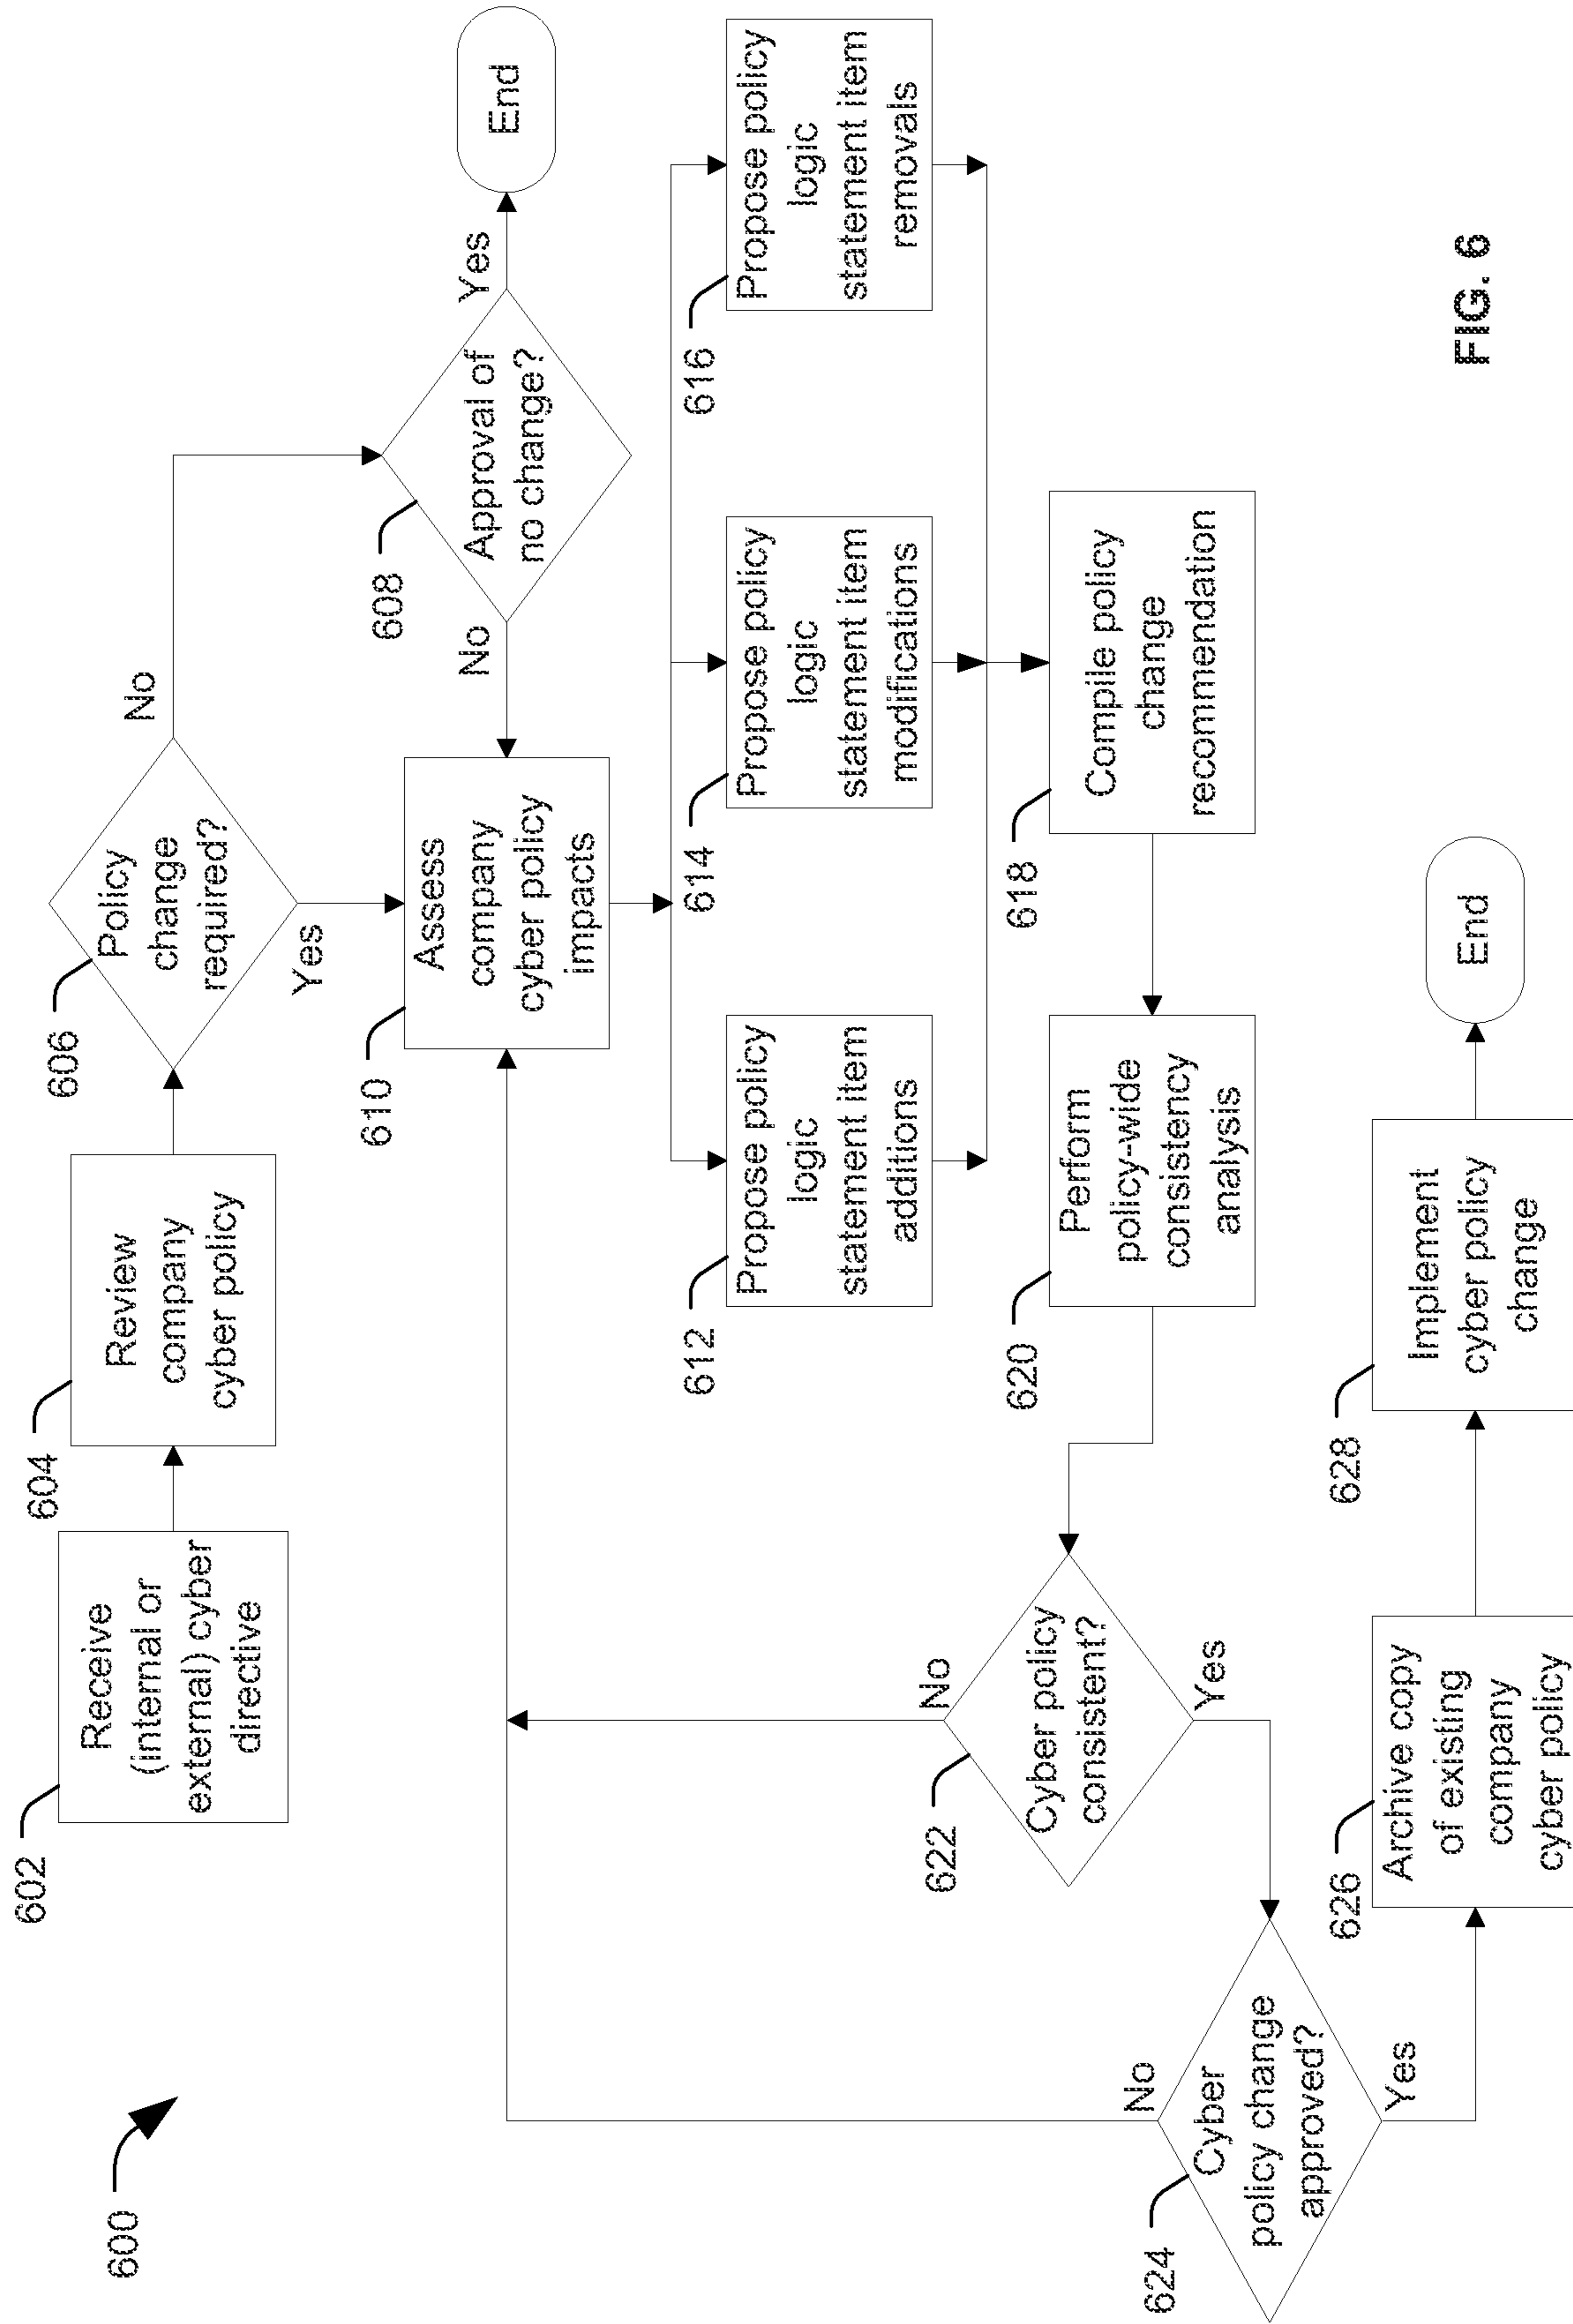 600
602
Receive
(internal or
external) cyber
directive
604
Review
company
cyber policy
606
Policy
change
required?
No
Yes
608
Approval of
no change?
Yes
No
End
610
Assess
company
cyber policy
impacts
612
Propose policy
logic
statement item
additions
614
Propose policy
logic
statement item
modifications
616
Propose policy
logic
statement item
removals
618
Compile policy
change
recommendation
620
Perform
policy-wide
consistency
analysis
622
Cyber policy
consistent?
No
Yes
624
Cyber
policy change
approved?
No
Yes
626
Archive copy
of existing
company
cyber policy
628
Implement
cyber policy
change
End
FIG. 6